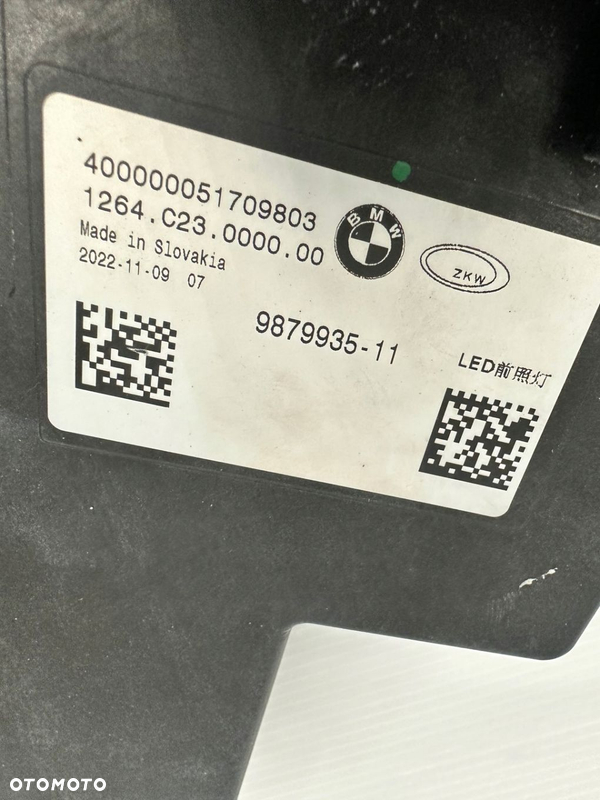 400000051709803
1264.C23.0000.00
Made in Slovakia
2022-11-09 07
BMW
ZKW
9879935-11
LED前照灯
OTOMOTO